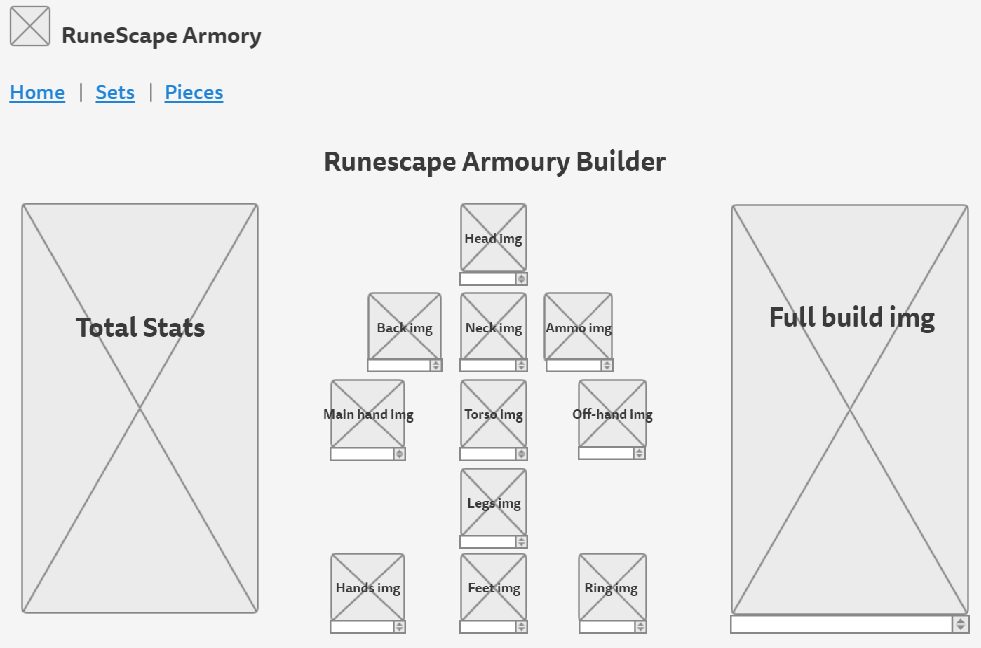 RuneScape Armory
Home | Sets | Pieces
Runescape Armoury Builder
Total Stats
Head img
Back img
Neck img
Ammo img
Main hand Img
Torso Img
Off-hand Img
Legs img
Hands img
Feet img
Ring img
Full build img